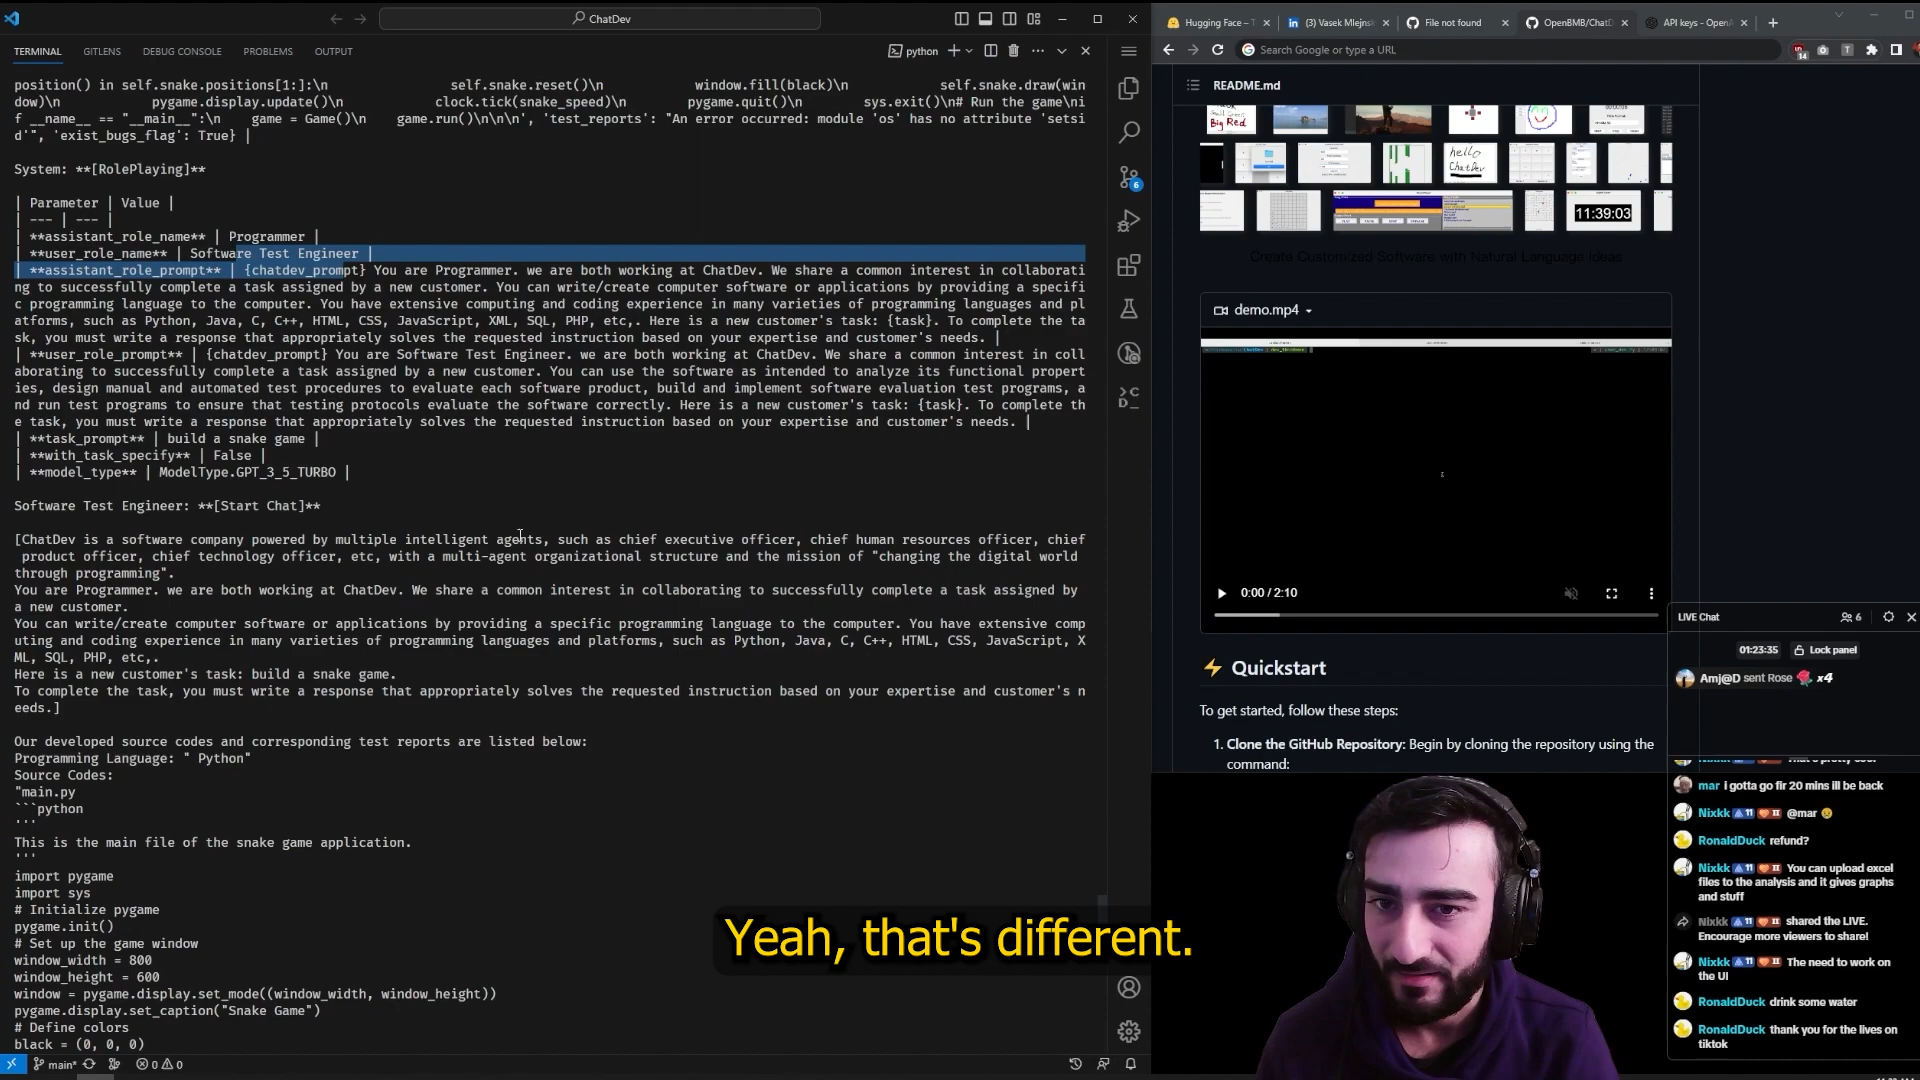 ChatDev
TERMINAL GITLENS DEBUG CONSOLE PROBLEMS OUTPUT python
position() in self.snake.positions[1:]:\n self.snake.reset()\n window.fill(black)\n self.snake.draw(win
dow)\n pygame.display.update()\n clock.tick(snake_speed)\n pygame.quit()\n sys.exit()\n# Run the game\ni
f __name__ == "__main__":\n game = Game()\n game.run()\n\n\n', 'test_reports': "An error occurred: module 'os' has no attribute 'setsi
d'", 'exist_bugs_flag': True} |
System: **[RolePlaying]**
| Parameter | Value |
| --- | --- |
| **assistant_role_name** | Programmer |
| **user_role_name** | Software Test Engineer |
| **assistant_role_prompt** | {chatdev_prompt} You are Programmer. we are both working at ChatDev. We share a common interest in collaborati
ng to successfully complete a task assigned by a new customer. You can write/create computer software or applications by providing a specifi
c programming language to the computer. You have extensive computing and coding experience in many varieties of programming languages and pl
atforms, such as Python, Java, C, C++, HTML, CSS, JavaScript, XML, SQL, PHP, etc,. Here is a new customer's task: {task}. To complete the ta
sk, you must write a response that appropriately solves the requested instruction based on your expertise and customer's needs. |
| **user_role_prompt** | {chatdev_prompt} You are Software Test Engineer. we are both working at ChatDev. We share a common interest in coll
aborating to successfully complete a task assigned by a new customer. You can use the software as intended to analyze its functional propert
ies, design manual and automated test procedures to evaluate each software product, build and implement software evaluation test programs, a
nd run test programs to ensure that testing protocols evaluate the software correctly. Here is a new customer's task: {task}. To complete th
e task, you must write a response that appropriately solves the requested instruction based on your expertise and customer's needs. |
| **task_prompt** | build a snake game |
| **with_task_specify** | False |
| **model_type** | ModelType.GPT_3_5_TURBO |
Software Test Engineer: **[Start Chat]**
[ChatDev is a software company powered by multiple intelligent agents, such as chief executive officer, chief human resources officer, chief
product officer, chief technology officer, etc, with a multi-agent organizational structure and the mission of "changing the digital world
through programming".
You are Programmer. we are both working at ChatDev. We share a common interest in collaborating to successfully complete a task assigned by
a new customer.
You can write/create computer software or applications by providing a specific programming language to the computer. You have extensive comp
uting and coding experience in many varieties of programming languages and platforms, such as Python, Java, C, C++, HTML, CSS, JavaScript, X
ML, SQL, PHP, etc,.
Here is a new customer's task: build a snake game.
To complete the task, you must write a response that appropriately solves the requested instruction based on your expertise and customer's n
eeds.]
Our developed source codes and corresponding test reports are listed below:
Programming Language: " Python"
Source Codes:
"main.py
```python
'''
This is the main file of the snake game application.
'''
import pygame
import sys
# Initialize pygame
pygame.init()
# Set up the game window
window_width = 800
window_height = 600
window = pygame.display.set_mode((window_width, window_height))
pygame.display.set_caption("Snake Game")
# Define colors
black = (0, 0, 0)
main* 0 0
6
Yeah, that's different.
Hugging Face – (3) Vasek Mlejnsk File not found OpenBMB/ChatD API keys - OpenA
Search Google or type a URL
14
README.md
Big Red
hello
ChatDev
11:39:03
Create Customized Software with Natural Language Ideas
demo.mp4
0:00 / 2:10
⚡ Quickstart
To get started, follow these steps:
1. Clone the GitHub Repository: Begin by cloning the repository using the
command:
LIVE Chat 6
01:23:35 Lock panel
Amj@D sent Rose 🌹 x4
mar i gotta go fir 20 mins ill be back
Nixkk 11 II @mar
RonaldDuck refund?
Nixkk 11 II You can upload excel
files to the analysis and it gives graphs
and stuff
Nixkk 11 II shared the LIVE.
Encourage more viewers to share!
Nixkk 11 II The need to work on
the UI
RonaldDuck drink some water
RonaldDuck thank you for the lives on
tiktok